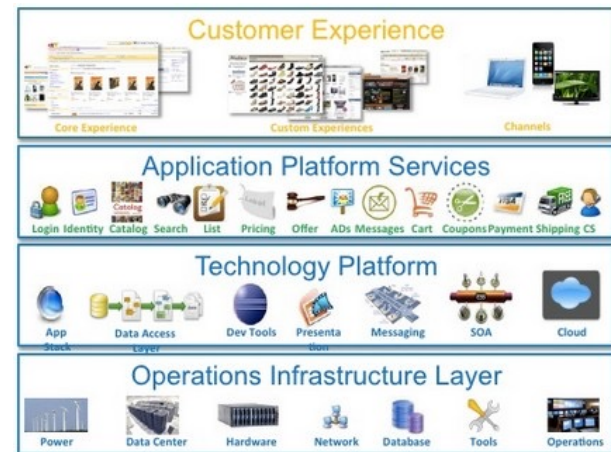 Customer Experience
Core Experience Custom Experiences Channels
Application Platform Services
Catalog
VISA
Login Identity Catalog Search List Pricing Offer ADs Messages Cart Coupons Payment Shipping CS
Technology Platform
App Stack Data Access Layer Dev Tools Presenta tion Messaging SOA Cloud
Operations Infrastructure Layer
Power Data Center Hardware Network Database Tools Operations